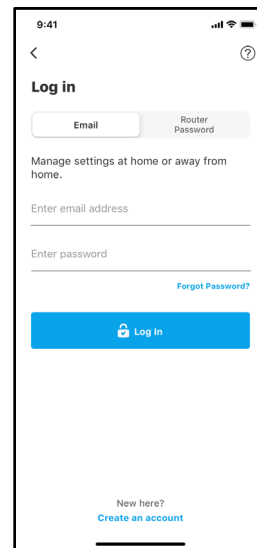 9:41
Log in
Email
Router
Password
Manage settings at home or away from
home.
Enter email address
Enter password
Forgot Password?
Log In
New here?
Create an account